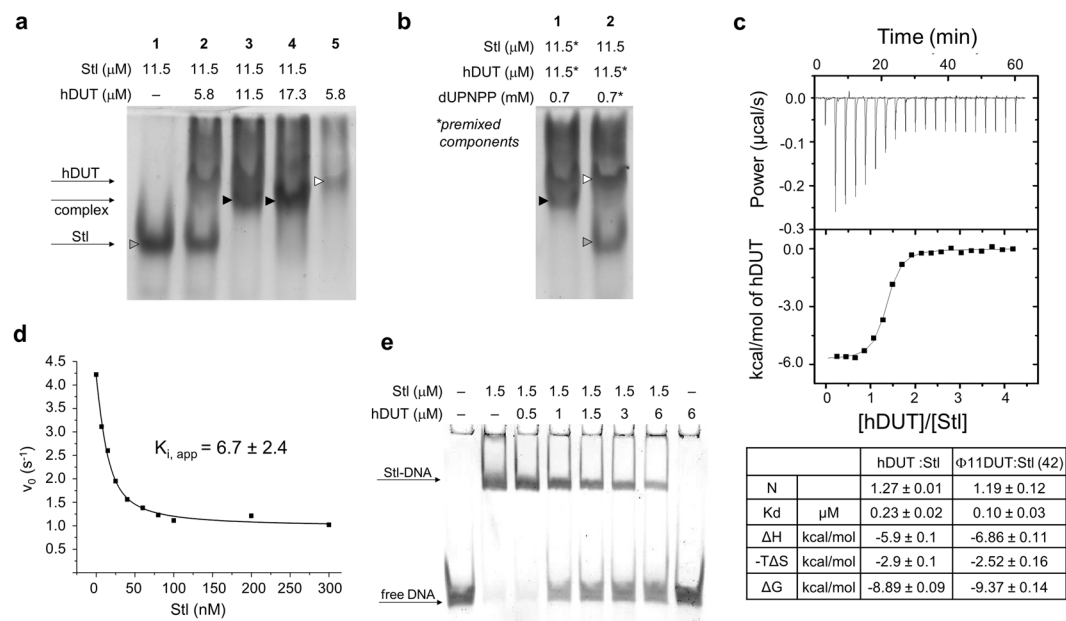 a
1 2 3 4 5
Stl (μM) 11.5 11.5 11.5 11.5
hDUT (μM) – 5.8 11.5 17.3 5.8
hDUT
complex
Stl
b
1 2
Stl (μM) 11.5* 11.5
hDUT (μM) 11.5* 11.5*
dUPNPP (mM) 0.7 0.7*
*premixed
components
c
Time (min)
0 10 20 30 40 50 60
0.0
-0.1
-0.2
-0.3
Power (μcal/s)
0.0
-3.0
-6.0
kcal/mol of hDUT
0 1 2 3 4
[hDUT]/[Stl]
hDUT :Stl Φ11DUT:Stl (42)
N 1.27 ± 0.01 1.19 ± 0.12
Kd μM 0.23 ± 0.02 0.10 ± 0.03
ΔH kcal/mol -5.9 ± 0.1 -6.86 ± 0.11
-TΔS kcal/mol -2.9 ± 0.1 -2.52 ± 0.16
ΔG kcal/mol -8.89 ± 0.09 -9.37 ± 0.14
d
4.5
4.0
3.5
3.0
2.5
2.0
1.5
1.0
0.5
v0 (s-1)
Ki, app = 6.7 ± 2.4
0 50 100 150 200 250 300
Stl (nM)
e
Stl (μM) – 1.5 1.5 1.5 1.5 1.5 1.5 –
hDUT (μM) – – 0.5 1 1.5 3 6 6
Stl-DNA
free DNA